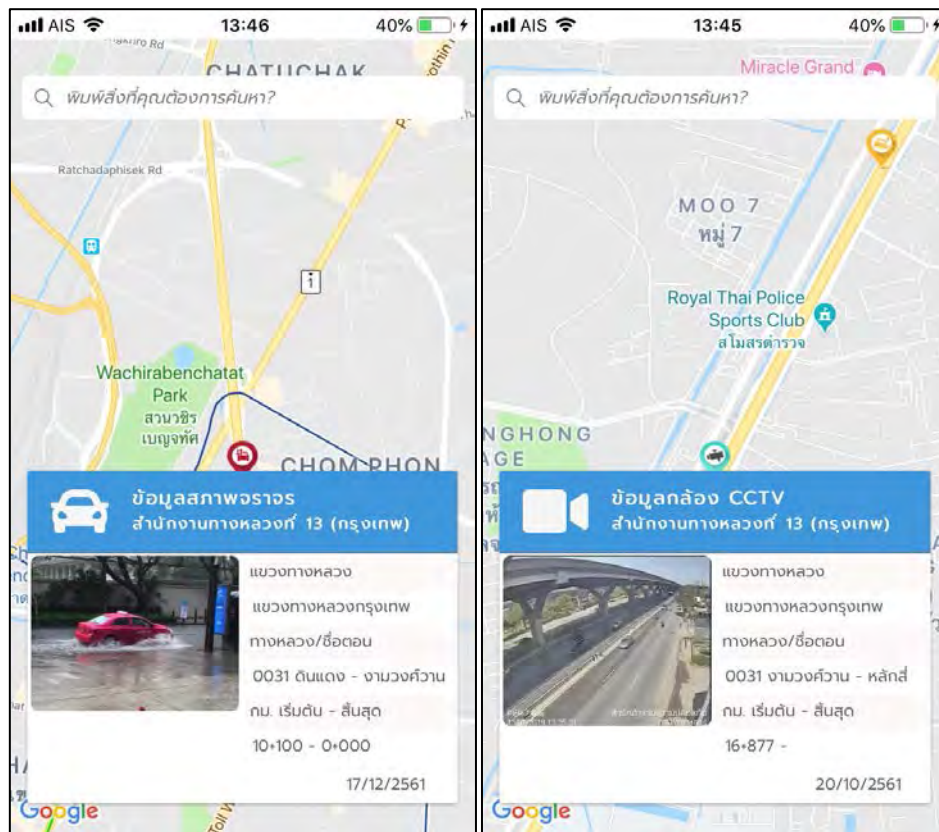 AIS
13:46
40%
CHATUCHAK
พิมพ์สิ่งที่คุณต้องการค้นหา?
Ratchadaphisek Rd
1
Wachirabenchatat
Park
สวนวชิร
เบญจทัศ
CHOM PHON
ข้อมูลสภาพจราจร
สำนักงานทางหลวงที่ 13 (กรุงเทพ)
แขวงทางหลวง
แขวงทางหลวงกรุงเทพ
ทางหลวง/ชื่อตอน
0031 ดินแดง - งามวงศ์วาน
กม. เริ่มต้น - สิ้นสุด
10+100 - 0+000
17/12/2561
Google
AIS
13:45
40%
Miracle Grand
พิมพ์สิ่งที่คุณต้องการค้นหา?
MOO 7
หมู่ 7
Royal Thai Police
Sports Club
สโมสรตำรวจ
NGHONG
AGE
ข้อมูลกล้อง CCTV
สำนักงานทางหลวงที่ 13 (กรุงเทพ)
แขวงทางหลวง
แขวงทางหลวงกรุงเทพ
ทางหลวง/ชื่อตอน
0031 งามวงศ์วาน - หลักสี่
กม. เริ่มต้น - สิ้นสุด
16+877 -
20/10/2561
Google